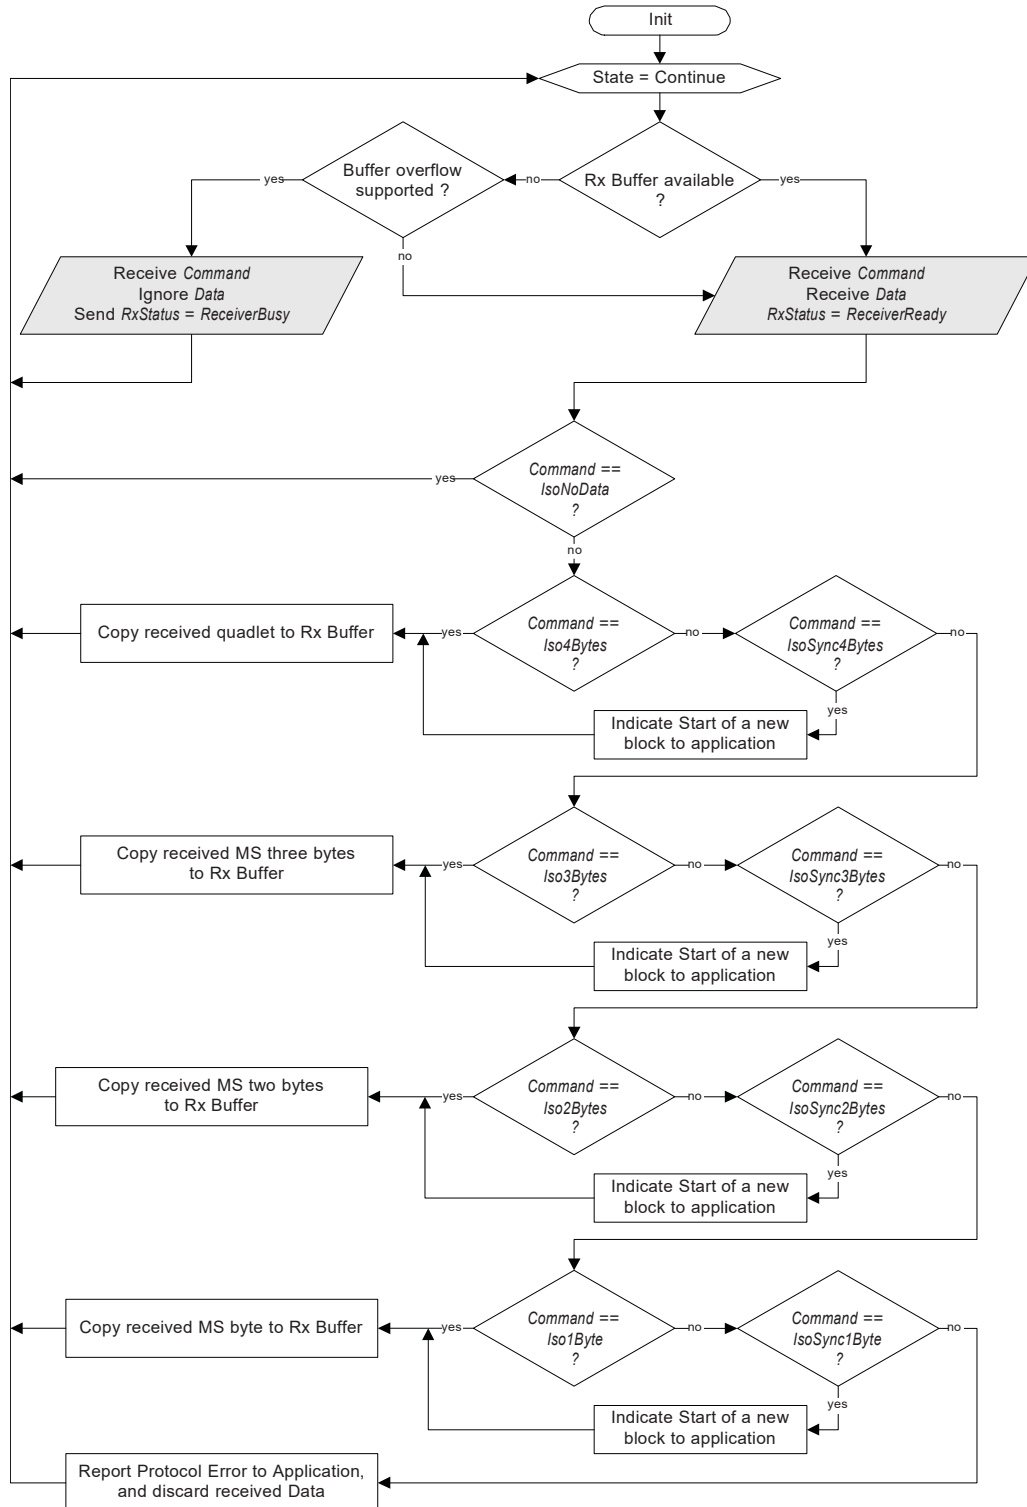 Init
State = Continue
Buffer overflow
supported ?
Rx Buffer available
?
yes
no
yes
no
Receive Command
Ignore Data
Send RxStatus = ReceiverBusy
Receive Command
Receive Data
RxStatus = ReceiverReady
Command ==
IsoNoData
?
yes
no
Copy received quadlet to Rx Buffer
yes
Command ==
Iso4Bytes
?
no
Command ==
IsoSync4Bytes
?
no
yes
Indicate Start of a new
block to application
Copy received MS three bytes
to Rx Buffer
yes
Command ==
Iso3Bytes
?
no
Command ==
IsoSync3Bytes
?
no
yes
Indicate Start of a new
block to application
Copy received MS two bytes
to Rx Buffer
yes
Command ==
Iso2Bytes
?
no
Command ==
IsoSync2Bytes
?
no
yes
Indicate Start of a new
block to application
Copy received MS byte to Rx Buffer
yes
Command ==
Iso1Byte
?
no
Command ==
IsoSync1Byte
?
no
yes
Indicate Start of a new
block to application
Report Protocol Error to Application,
and discard received Data